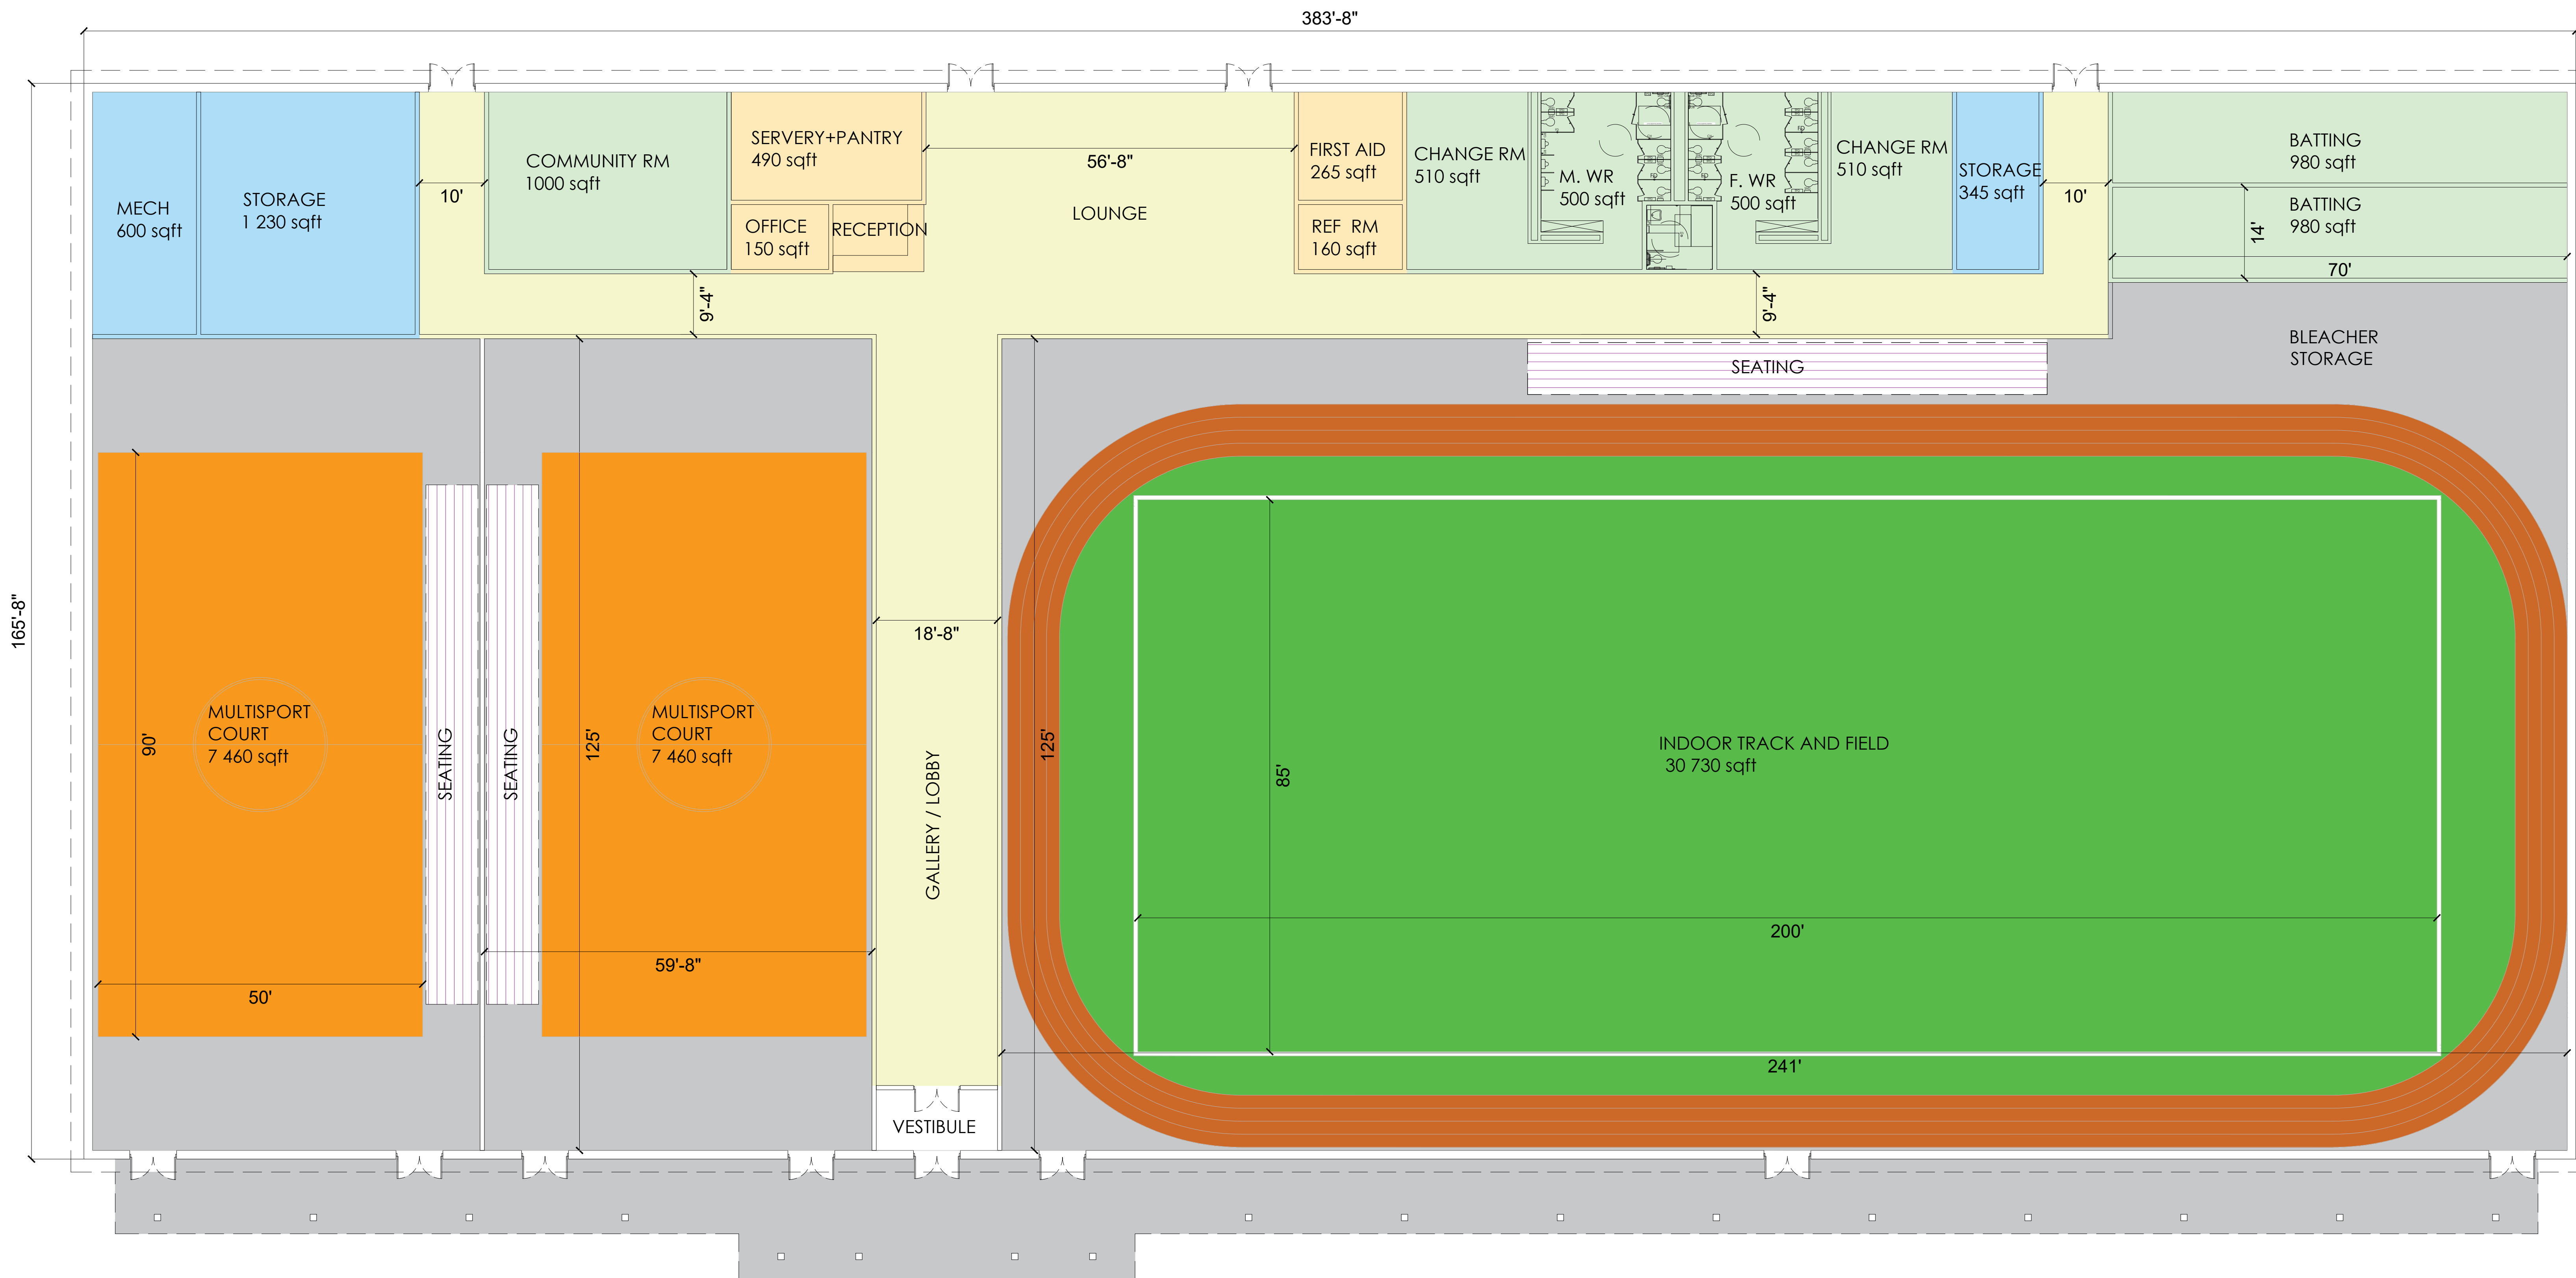 383'-8"
165'-8"
MECH
600 sqft
STORAGE
1 230 sqft
10'
COMMUNITY RM
1000 sqft
SERVERY+PANTRY
490 sqft
OFFICE
150 sqft
RECEPTION
56'-8"
LOUNGE
FIRST AID
265 sqft
REF RM
160 sqft
CHANGE RM
510 sqft
M. WR
500 sqft
F. WR
500 sqft
CHANGE RM
510 sqft
STORAGE
345 sqft
10'
BATTING
980 sqft
BATTING
980 sqft
14'
70'
9'-4"
9'-4"
BLEACHER
STORAGE
SEATING
MULTISPORT
COURT
7 460 sqft
90'
50'
SEATING
SEATING
MULTISPORT
COURT
7 460 sqft
125'
59'-8"
18'-8"
GALLERY / LOBBY
VESTIBULE
125'
85'
INDOOR TRACK AND FIELD
30 730 sqft
200'
241'